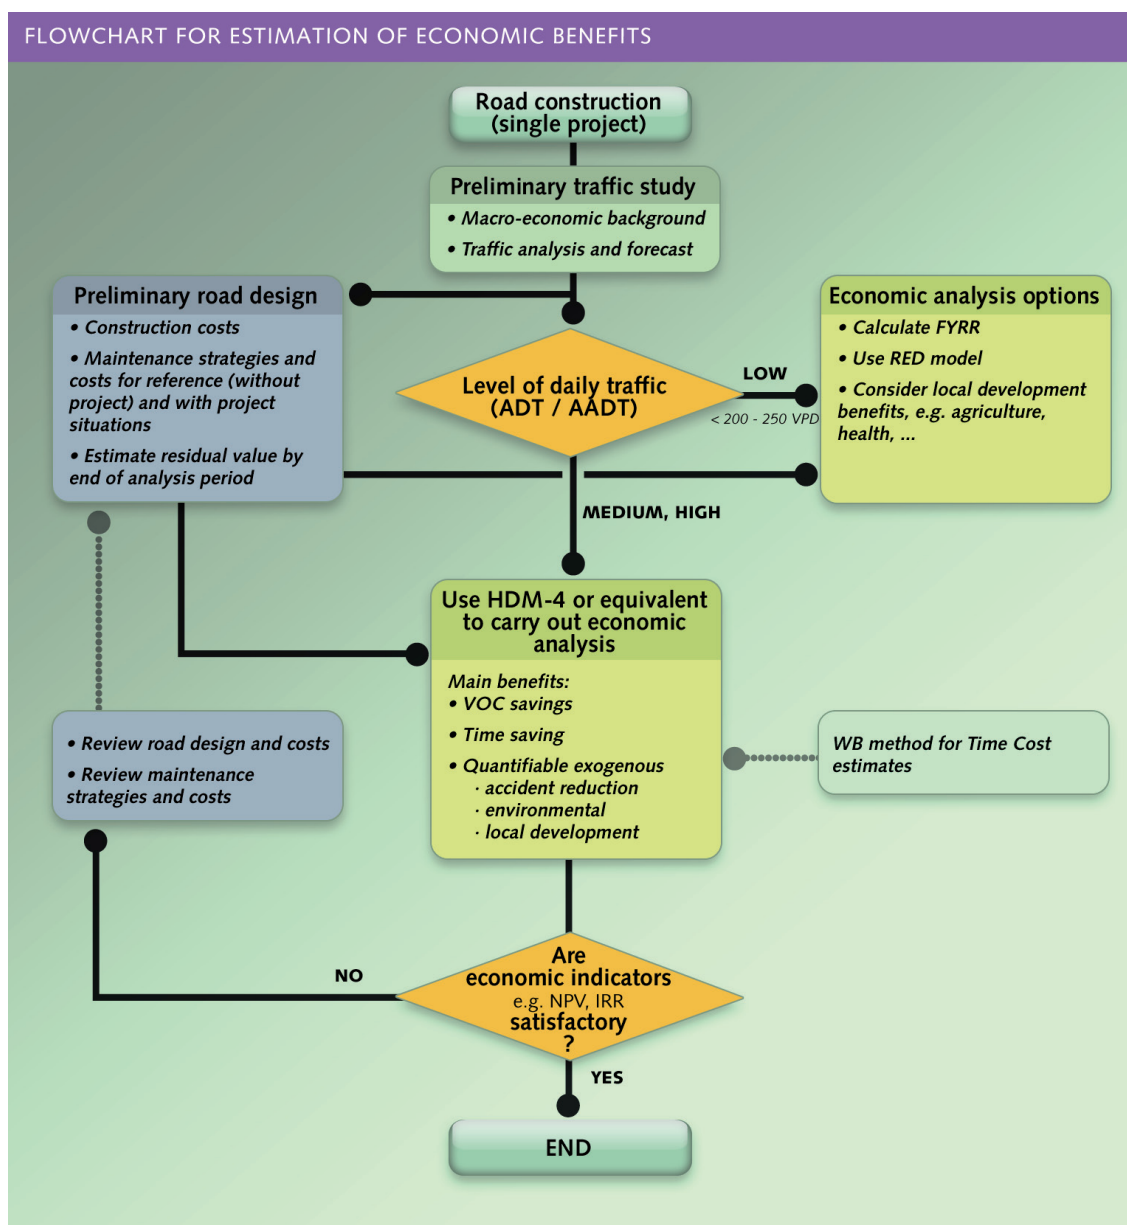 FLOWCHART FOR ESTIMATION OF ECONOMIC BENEFITS
Road construction
(single project)
Preliminary traffic study
• Macro-economic background
• Traffic analysis and forecast
Preliminary road design
• Construction costs
• Maintenance strategies and
costs for reference (without
project) and with project
situations
• Estimate residual value by
end of analysis period
Level of daily traffic
(ADT / AADT)
LOW
< 200 - 250 VPD
Economic analysis options
• Calculate FYRR
• Use RED model
• Consider local development
benefits, e.g. agriculture,
health, ...
MEDIUM, HIGH
Use HDM-4 or equivalent
to carry out economic
analysis
Main benefits:
• VOC savings
• Time saving
• Quantifiable exogenous
· accident reduction
· environmental
· local development
• Review road design and costs
• Review maintenance
strategies and costs
WB method for Time Cost
estimates
NO
Are
economic indicators
e.g. NPV, IRR
satisfactory
?
YES
END